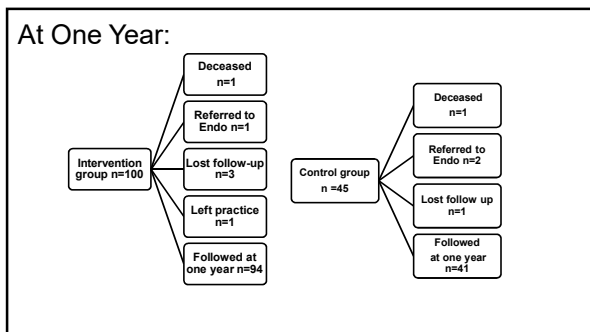 At One Year:
Deceased
n=1
Referred to
Endo n=1
Intervention
group n=100
Lost follow-up
n=3
Left practice
n=1
Followed at
one year n=94
Deceased
n=1
Referred to
Endo n=2
Control group
n =45
Lost follow up
n=1
Followed
at one year
n=41